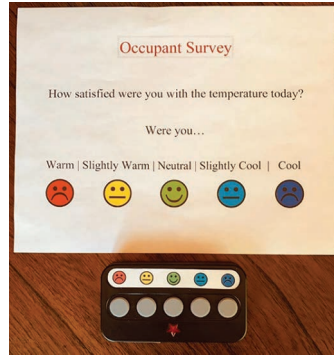 Occupant Survey
How satisfied were you with the temperature today?
Were you…
Warm | Slightly Warm | Neutral | Slightly Cool | Cool